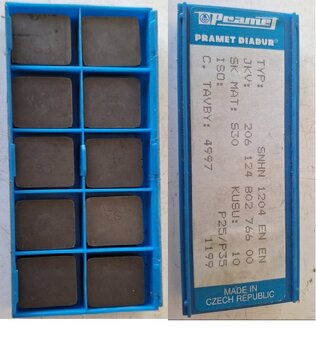 Pramet
PRAMET DIADUR®
TYP: SNHN 1204 EN EN
JKV: 206 124 802 766 00
SK MAT: S30 KUSU: 10
ISO: P25/P35
C. TAVBY: 4997 1199
MADE IN
CZECH REPUBLIC